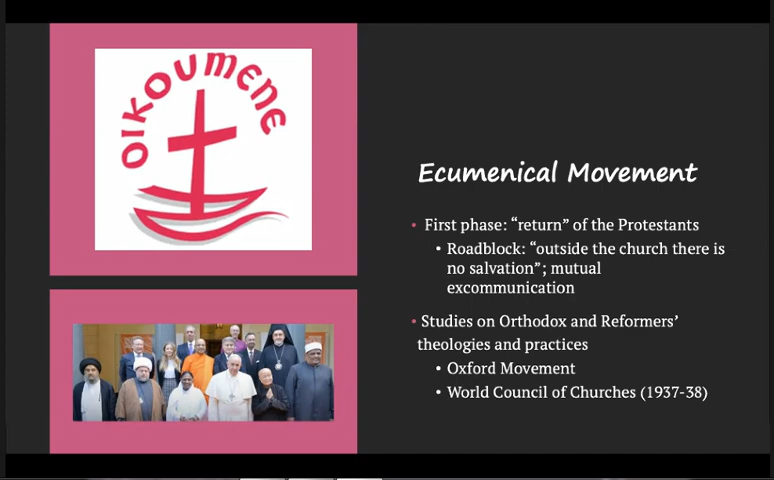 OIKOUMENE
Ecumenical Movement
• First phase: “return” of the Protestants
• Roadblock: “outside the church there is
no salvation”; mutual
excommunication
• Studies on Orthodox and Reformers’
theologies and practices
• Oxford Movement
• World Council of Churches (1937-38)